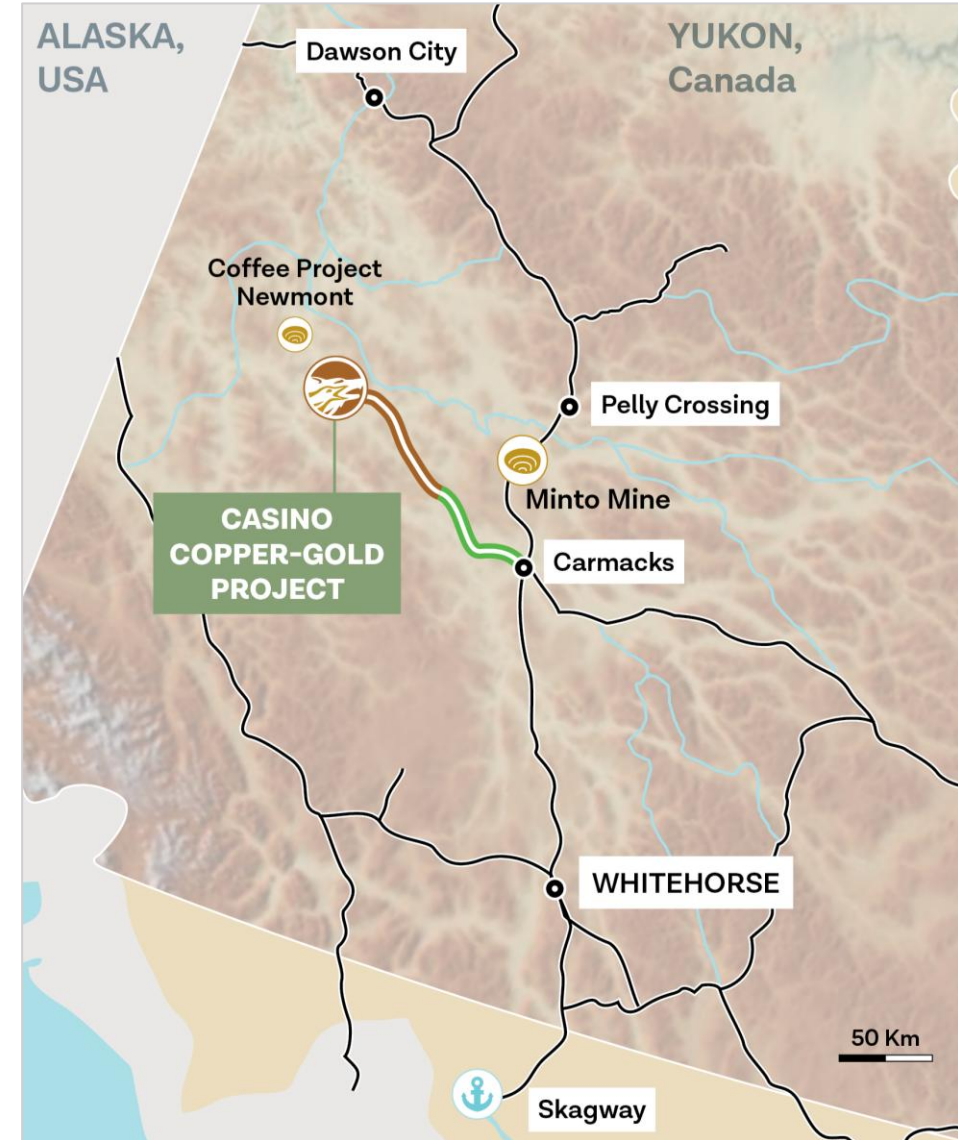 ALASKA,
USA
YUKON,
Canada
Dawson City
Coffee Project
Newmont
Pelly Crossing
Minto Mine
CASINO
COPPER-GOLD
PROJECT
Carmacks
WHITEHORSE
50 Km
Skagway